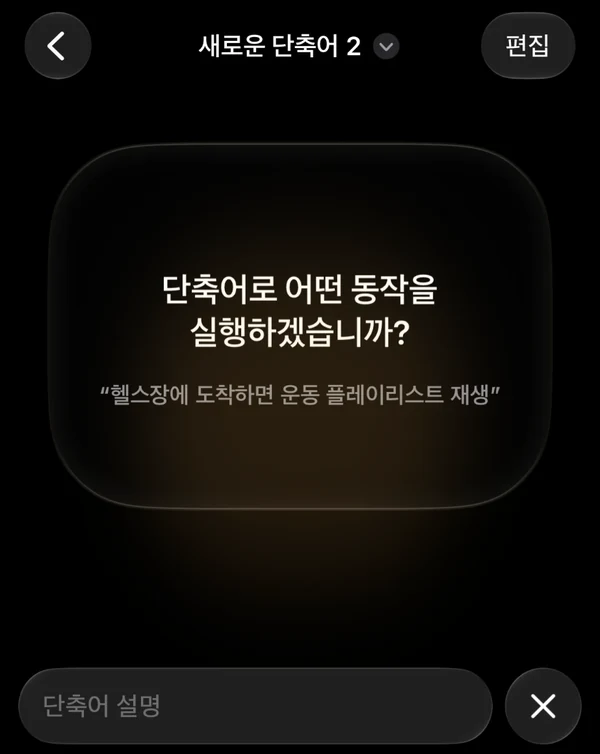 새로운 단축어 2
편집
단축어로 어떤 동작을
실행하겠습니까?
“헬스장에 도착하면 운동 플레이리스트 재생”
단축어 설명